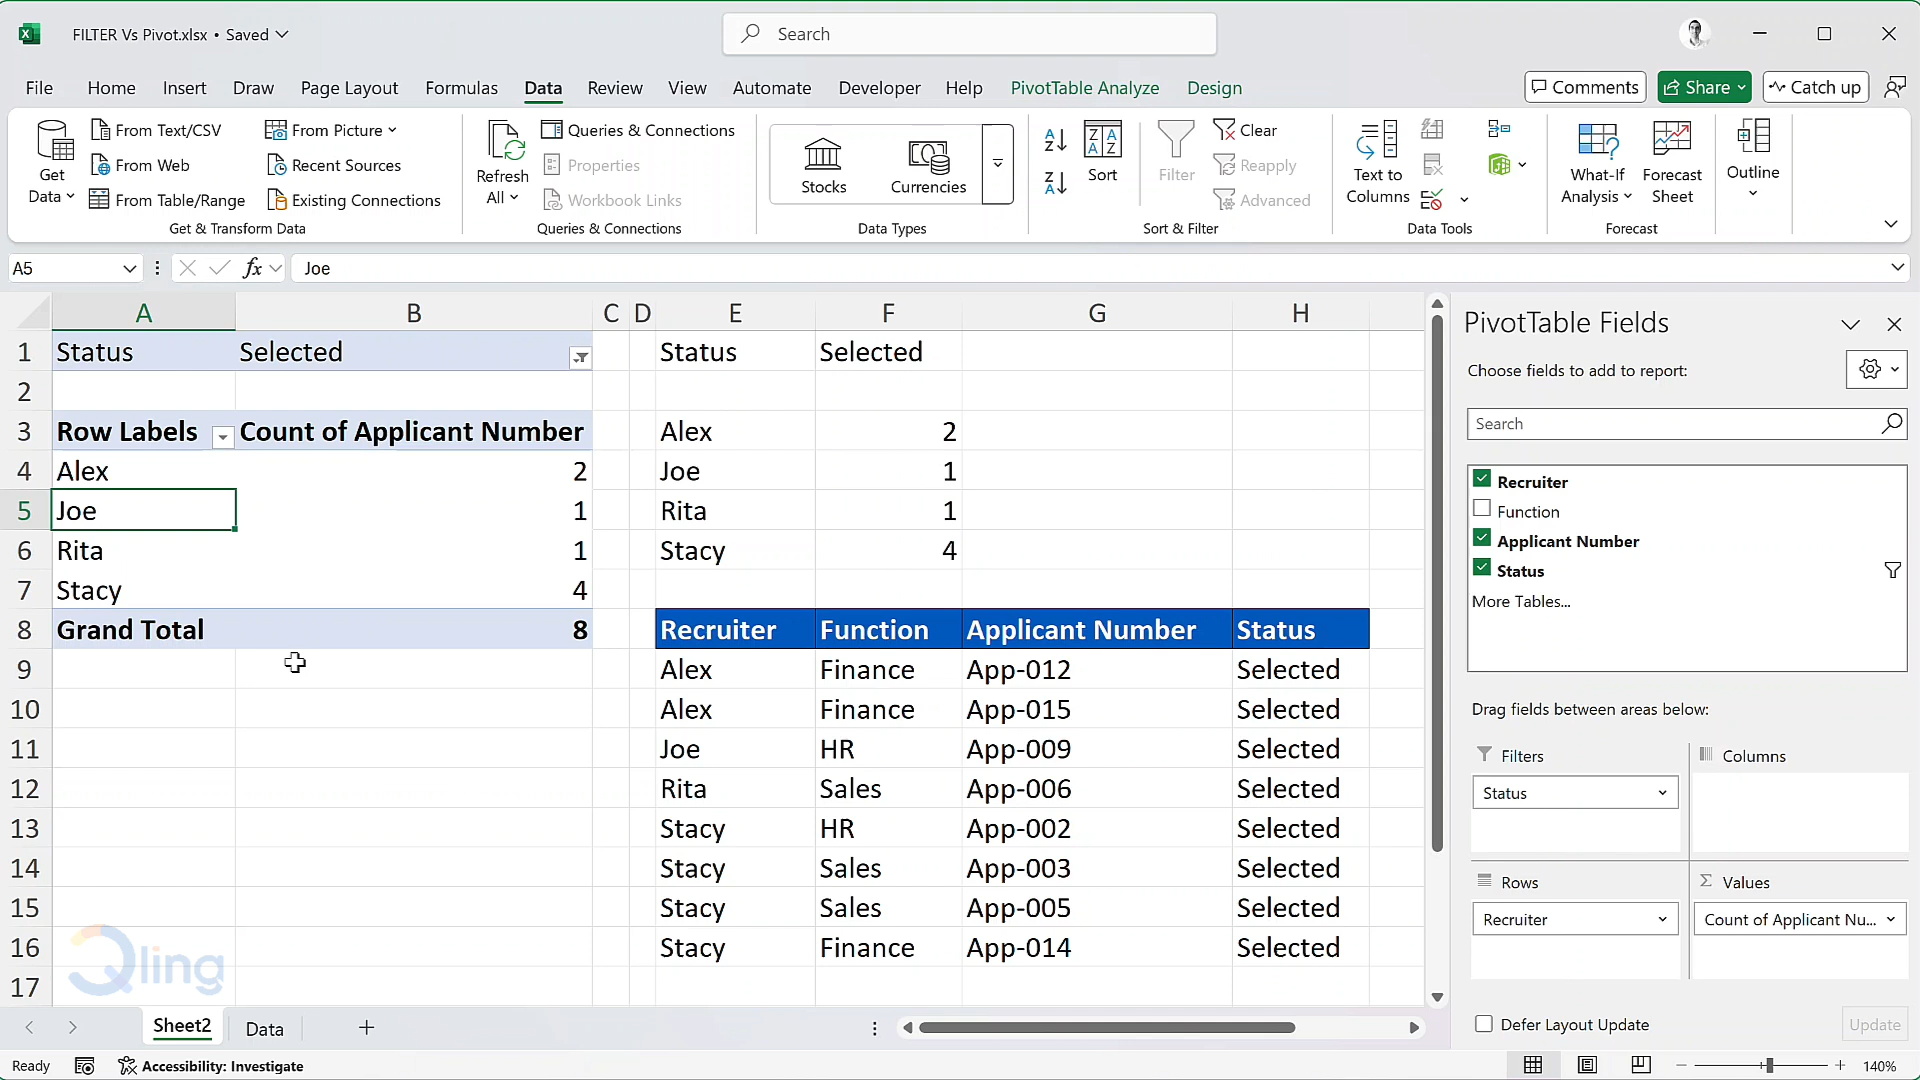 FILTER Vs Pivot.xlsx • Saved
Search
File Home Insert Draw Page Layout Formulas Data Review View Automate Developer Help PivotTable Analyze Design Comments Share Catch up
Get Data
From Text/CSV
From Web
From Table/Range
From Picture
Recent Sources
Existing Connections
Get & Transform Data
Refresh All
Queries & Connections
Properties
Workbook Links
Queries & Connections
Stocks Currencies
Data Types
Sort
Filter
Clear
Reapply
Advanced
Sort & Filter
Text to Columns
Data Tools
What-If Analysis
Forecast Sheet
Forecast
Outline
A5 fx Joe
A B C D E F G H
1 Status Selected Status Selected
2
3 Row Labels Count of Applicant Number Alex 2
4 Alex 2 Joe 1
5 Joe 1 Rita 1
6 Rita 1 Stacy 4
7 Stacy 4
8 Grand Total 8 Recruiter Function Applicant Number Status
9 Alex Finance App-012 Selected
10 Alex Finance App-015 Selected
11 Joe HR App-009 Selected
12 Rita Sales App-006 Selected
13 Stacy HR App-002 Selected
14 Stacy Sales App-003 Selected
15 Stacy Sales App-005 Selected
16 Stacy Finance App-014 Selected
17
Qling
PivotTable Fields
Choose fields to add to report:
Search
Recruiter
Function
Applicant Number
Status
More Tables...
Drag fields between areas below:
Filters
Status
Columns
Rows
Recruiter
Values
Count of Applicant Nu...
Defer Layout Update Update
Sheet2 Data
Ready Accessibility: Investigate 140%